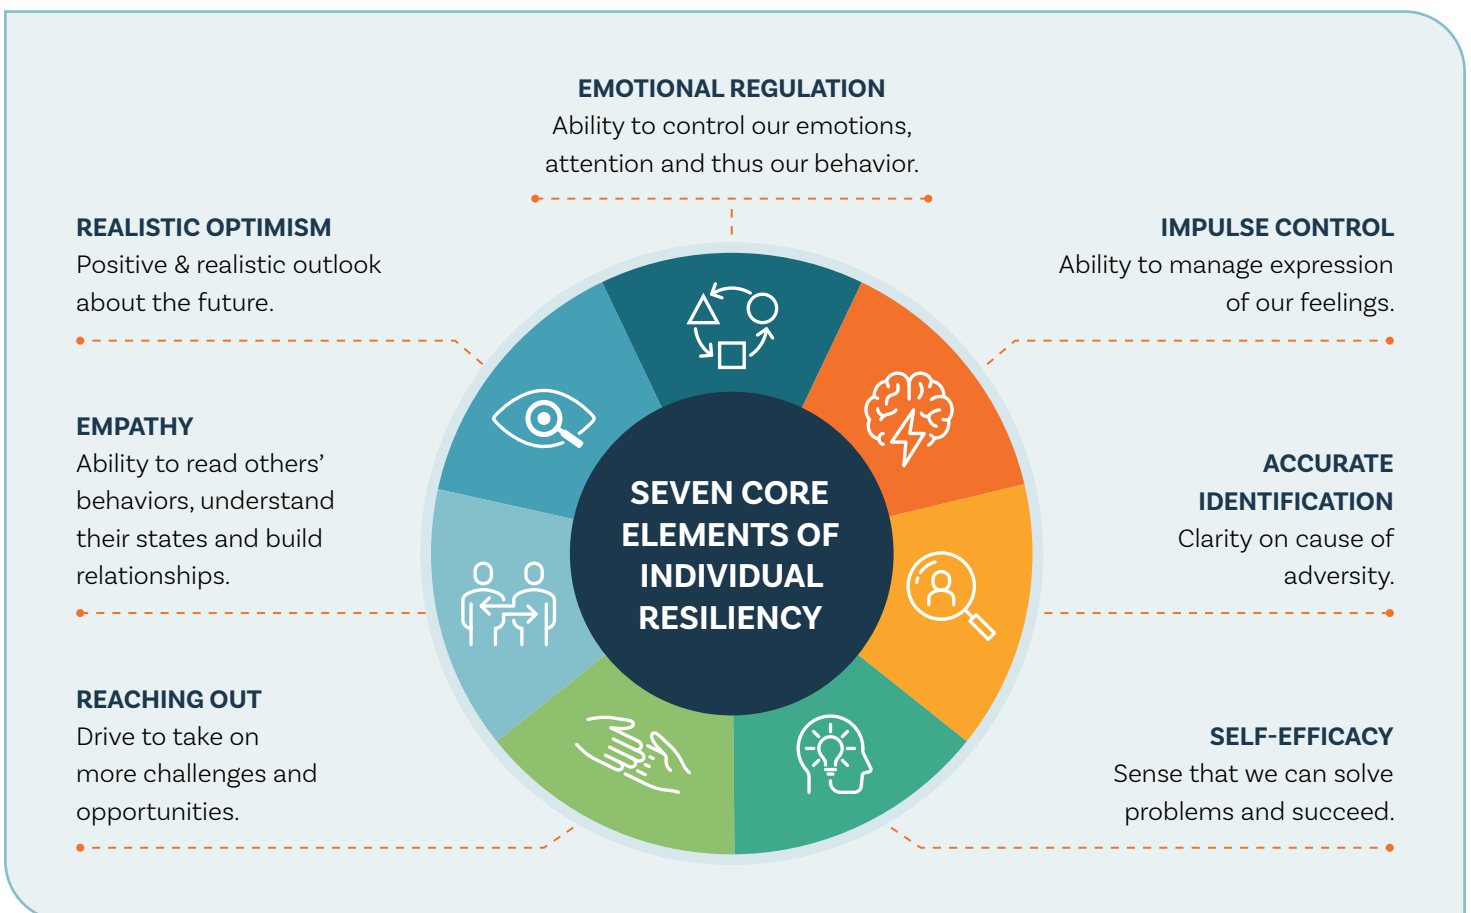 EMOTIONAL REGULATION
Ability to control our emotions,
attention and thus our behavior.
REALISTIC OPTIMISM
Positive & realistic outlook
about the future.
IMPULSE CONTROL
Ability to manage expression
of our feelings.
EMPATHY
Ability to read others’
behaviors, understand
their states and build
relationships.
SEVEN CORE
ELEMENTS OF
INDIVIDUAL
RESILIENCY
ACCURATE
IDENTIFICATION
Clarity on cause of
adversity.
REACHING OUT
Drive to take on
more challenges and
opportunities.
SELF-EFFICACY
Sense that we can solve
problems and succeed.